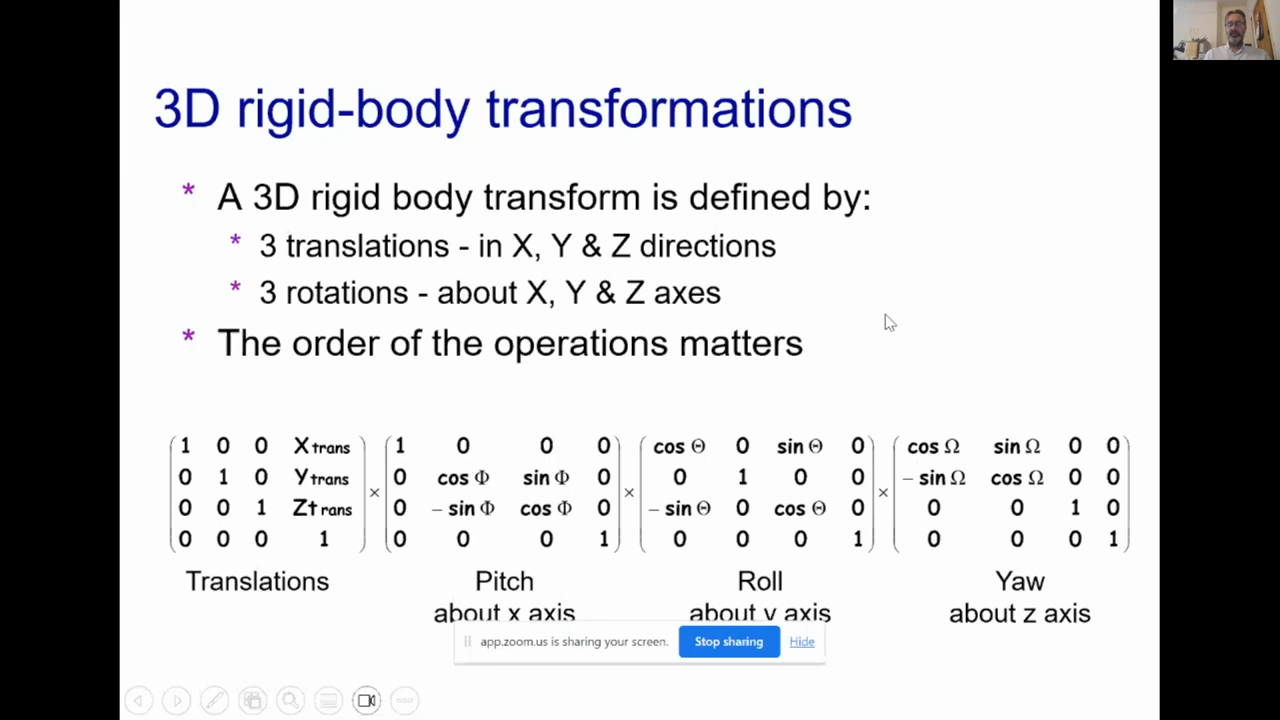 3D rigid-body transformations
* A 3D rigid body transform is defined by:
* 3 translations - in X, Y & Z directions
* 3 rotations - about X, Y & Z axes
* The order of the operations matters
1 0 0 Xtrans
0 1 0 Ytrans
0 0 1 Ztrans
0 0 0 1
×
1 0 0 0
0 cos Φ sin Φ 0
0 − sin Φ cos Φ 0
0 0 0 1
×
cos Θ 0 sin Θ 0
0 1 0 0
− sin Θ 0 cos Θ 0
0 0 0 1
×
cos Ω sin Ω 0 0
− sin Ω cos Ω 0 0
0 0 1 0
0 0 0 1
Translations
Pitch
about x axis
Roll
about y axis
Yaw
about z axis
app.zoom.us is sharing your screen. Stop sharing Hide